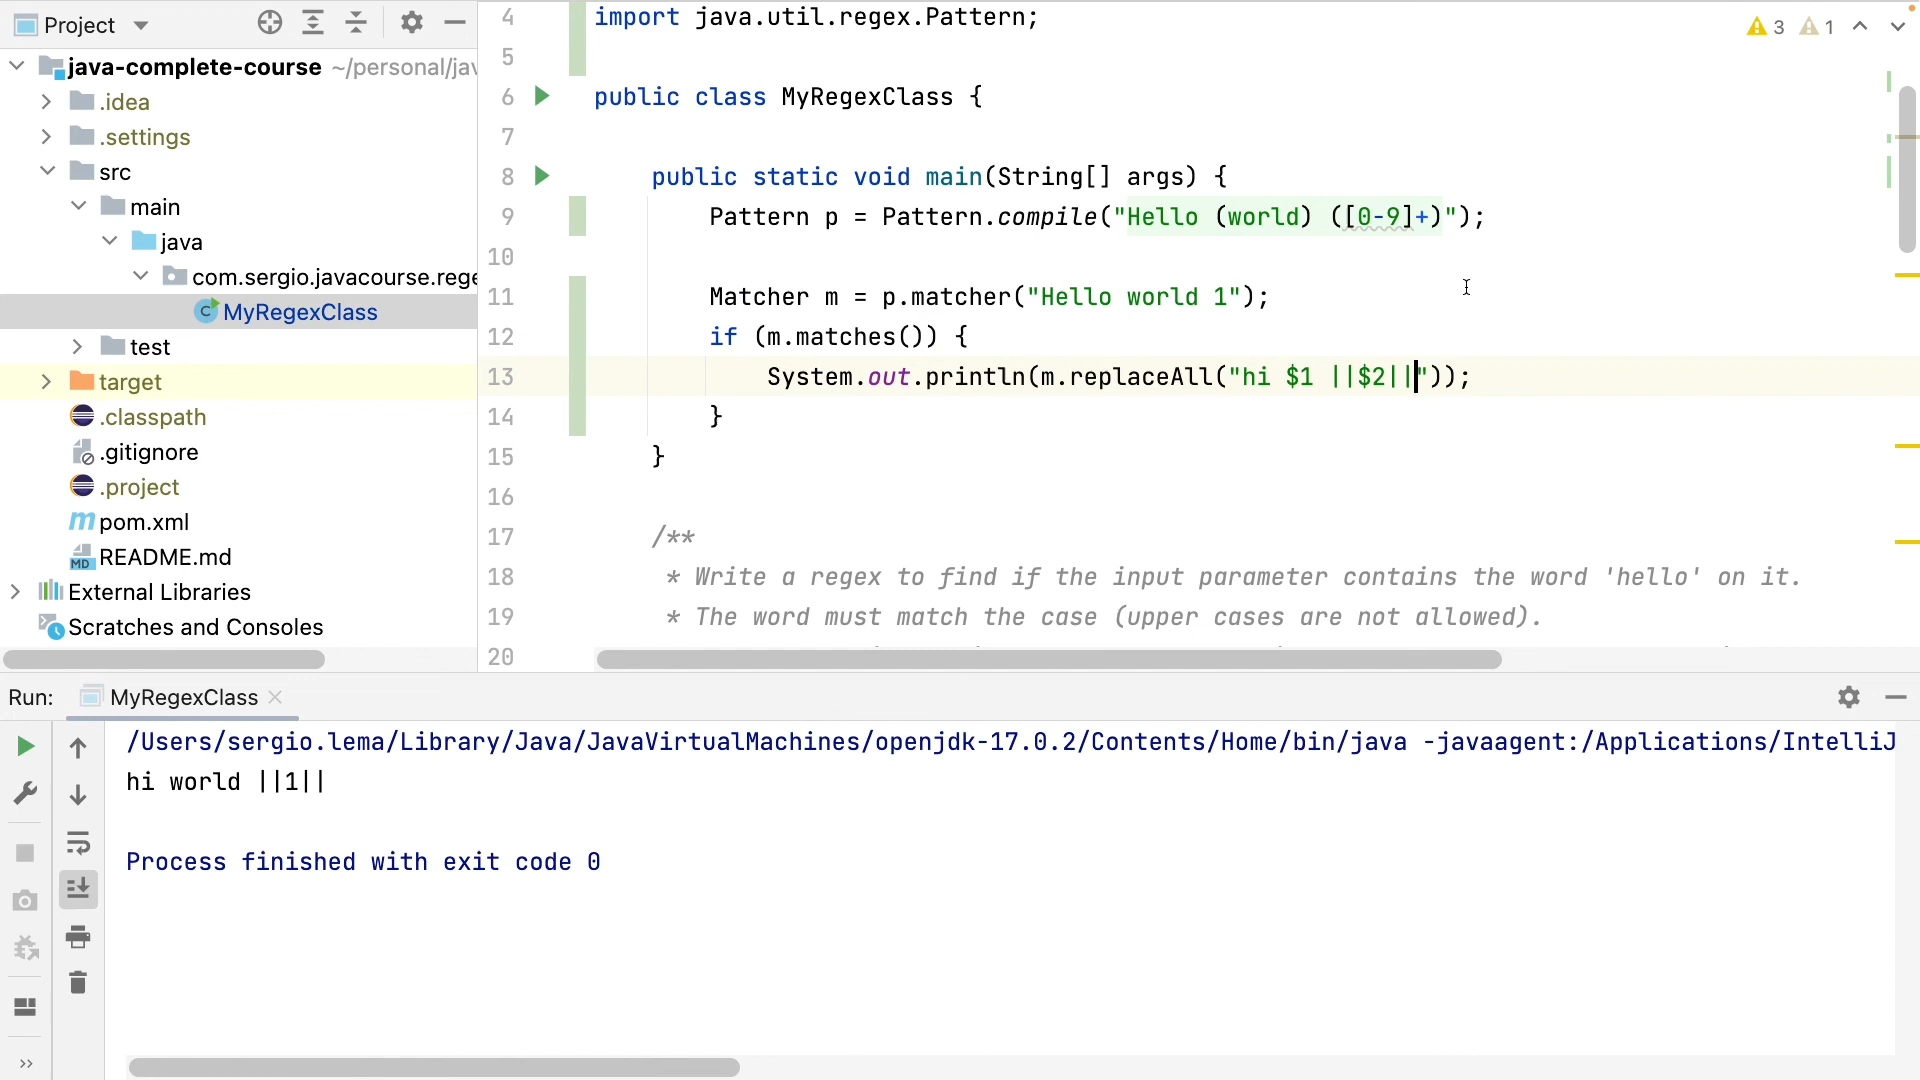 Project
java-complete-course ~/personal/jav
.idea
.settings
src
main
java
com.sergio.javacourse.rege
MyRegexClass
test
target
.classpath
.gitignore
.project
pom.xml
README.md
External Libraries
Scratches and Consoles
3 1
4 import java.util.regex.Pattern;
5
6 public class MyRegexClass {
7
8 public static void main(String[] args) {
9 Pattern p = Pattern.compile("Hello (world) ([0-9]+)");
10
11 Matcher m = p.matcher("Hello world 1");
12 if (m.matches()) {
13 System.out.println(m.replaceAll("hi $1 ||$2||"));
14 }
15 }
16
17 /**
18 * Write a regex to find if the input parameter contains the word 'hello' on it.
19 * The word must match the case (upper cases are not allowed).
20
Run: MyRegexClass
/Users/sergio.lema/Library/Java/JavaVirtualMachines/openjdk-17.0.2/Contents/Home/bin/java -javaagent:/Applications/IntelliJ
hi world ||1||
Process finished with exit code 0